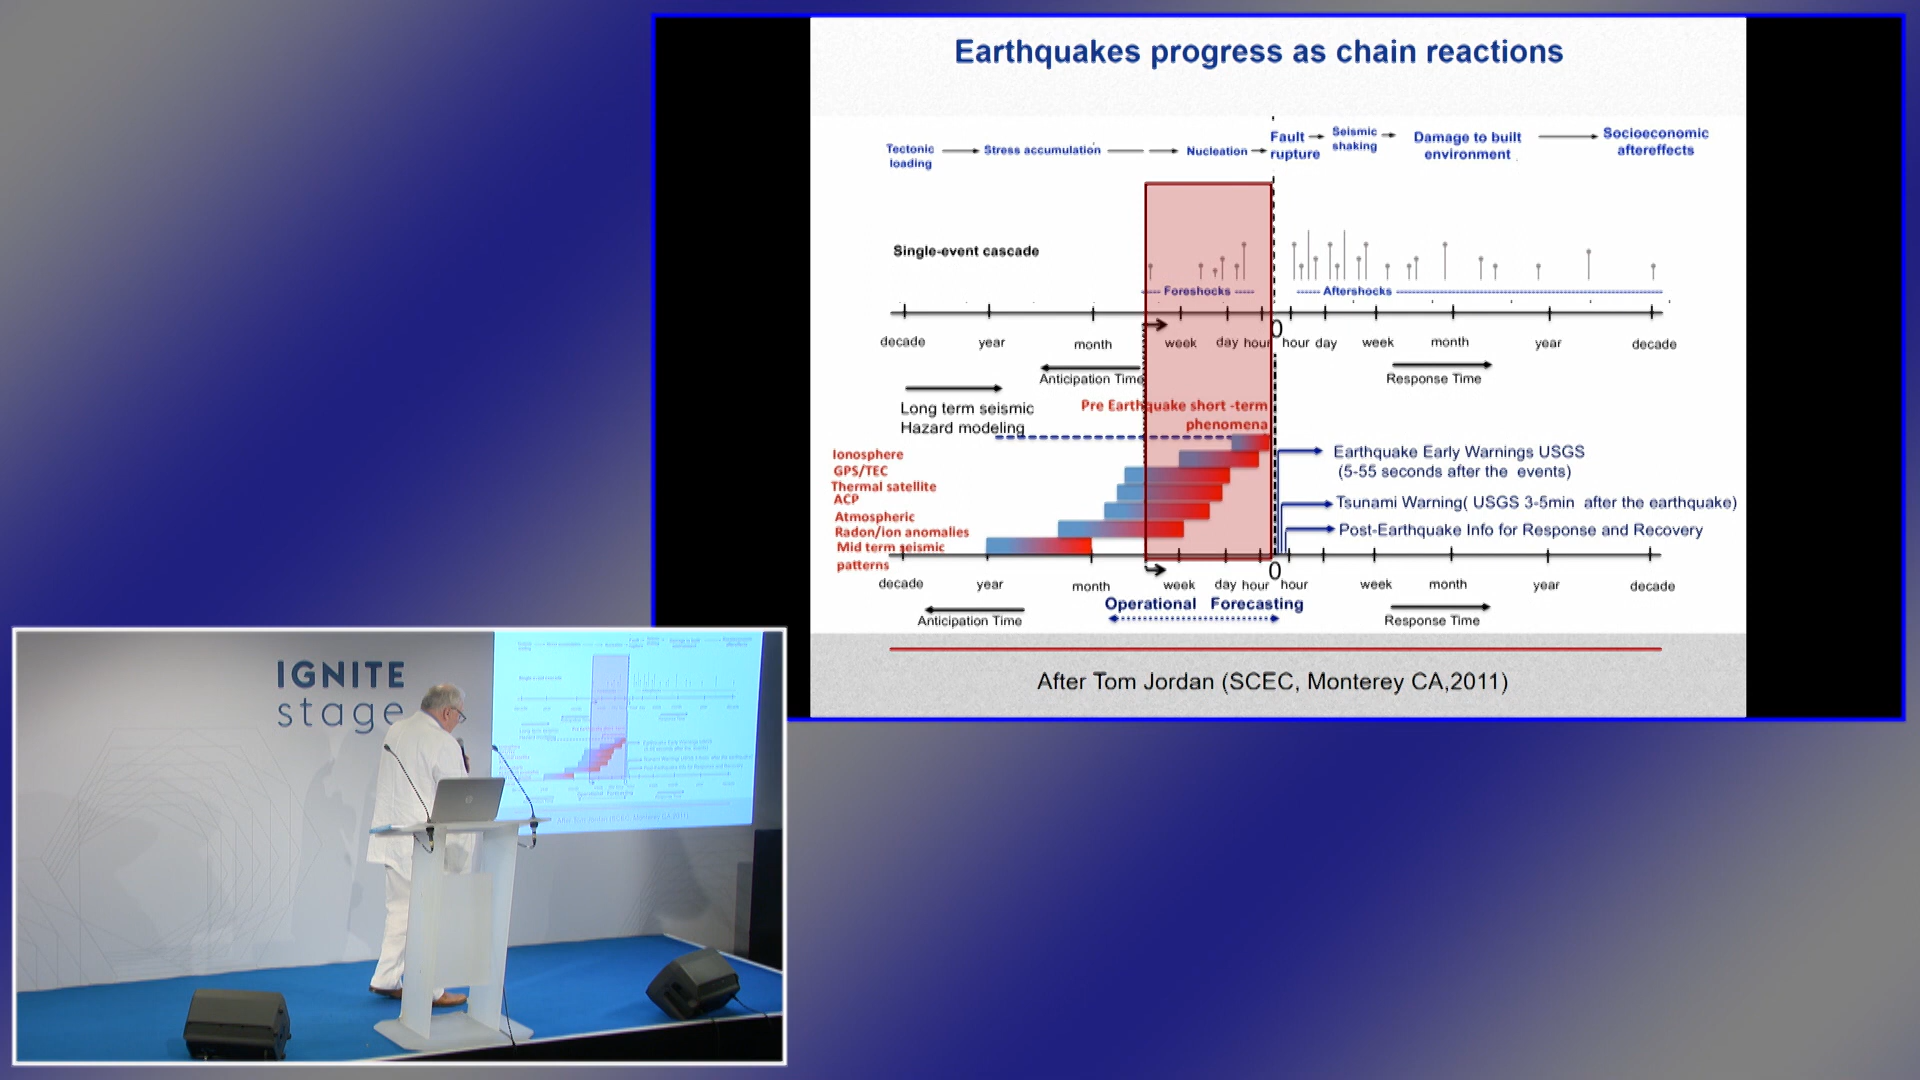 Earthquakes progress as chain reactions
Tectonic
loading
Stress accumulation
Nucleation
Fault
rupture
Seismic
shaking
Damage to built
environment
Socioeconomic
aftereffects
Single-event cascade
Foreshocks
Aftershocks
0
decade year month week day hour hour day week month year decade
Anticipation Time
Response Time
Long term seismic
Hazard modeling
Pre Earthquake short -term
phenomena
Ionosphere
GPS/TEC
Thermal satellite
ACP
Atmospheric
Radon/ion anomalies
Mid term seismic
patterns
Earthquake Early Warnings USGS
(5-55 seconds after the events)
Tsunami Warning( USGS 3-5min after the earthquake)
Post-Earthquake Info for Response and Recovery
0
decade year month week day hour hour week month year decade
Operational Forecasting
Anticipation Time
Response Time
After Tom Jordan (SCEC, Monterey CA,2011)
IGNITE
stage